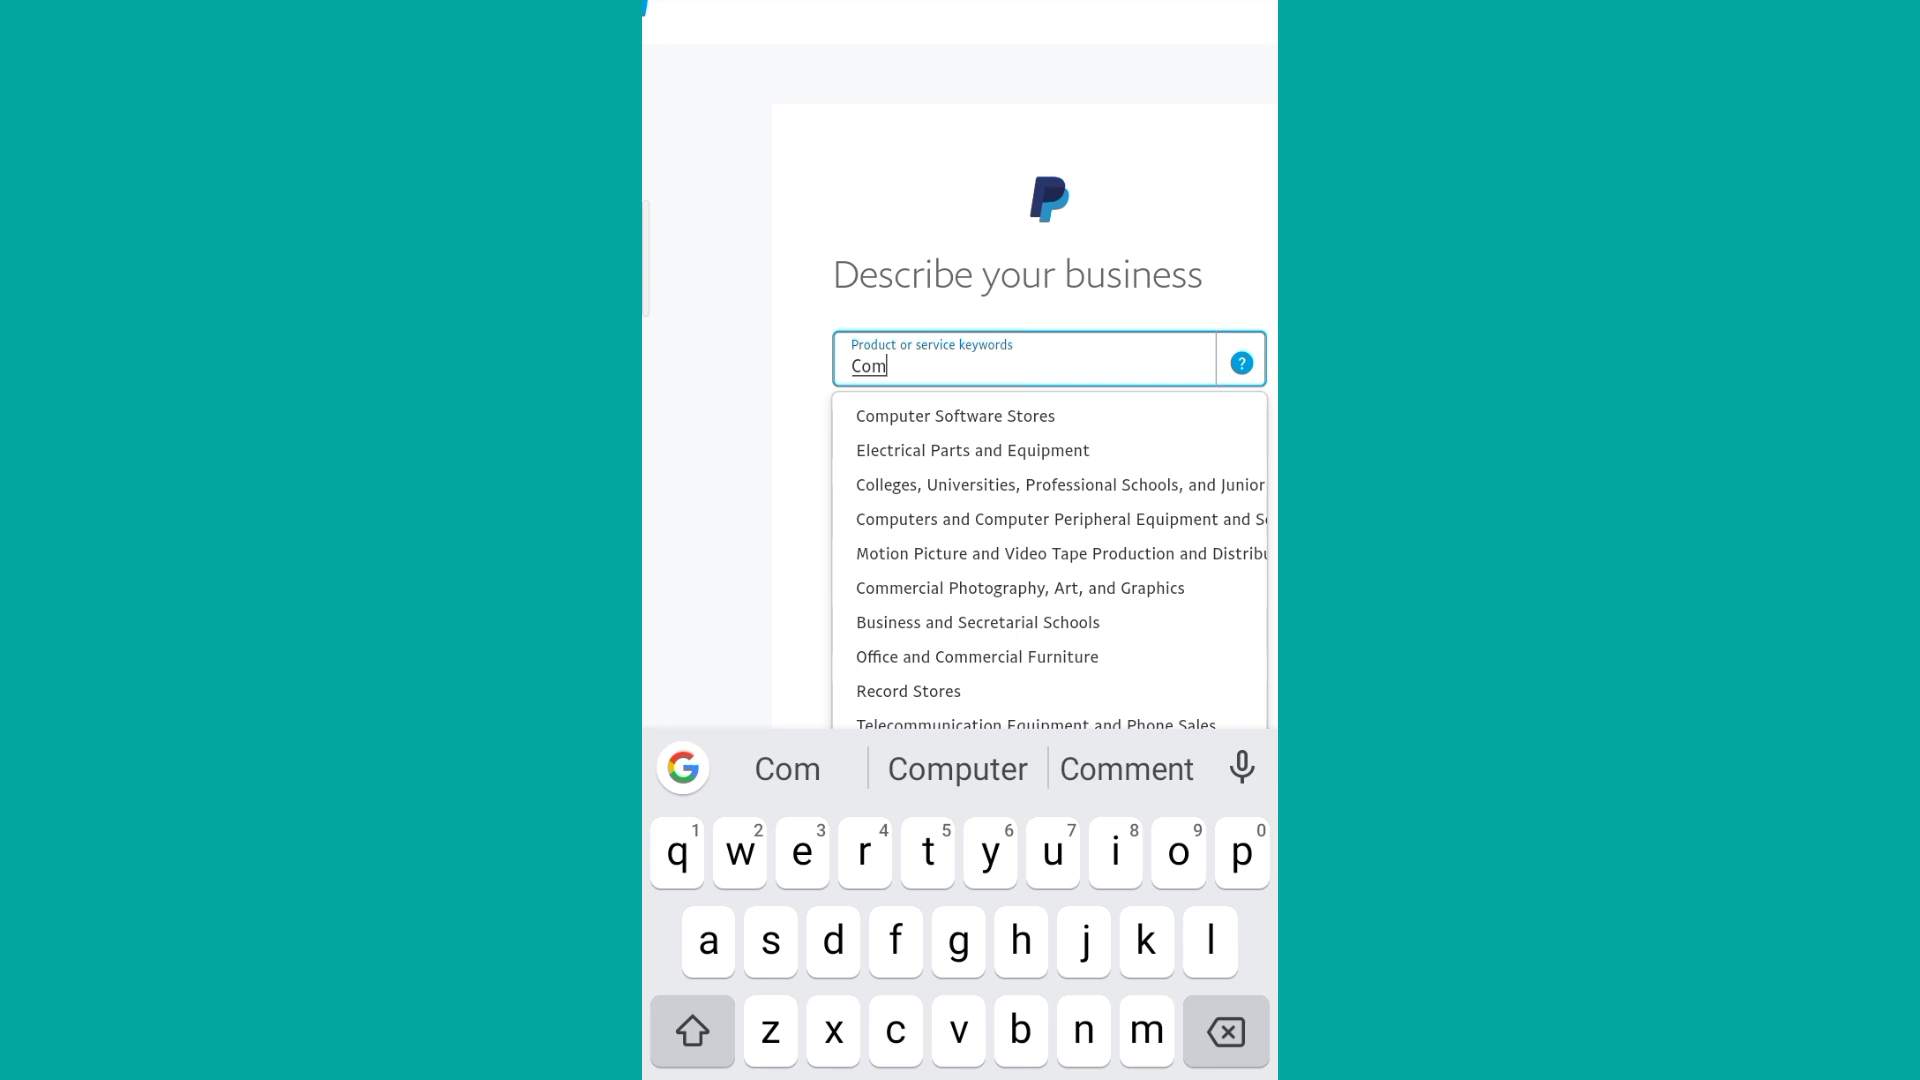 Describe your business
Product or service keywords
Com
?
Computer Software Stores
Electrical Parts and Equipment
Colleges, Universities, Professional Schools, and Junior
Computers and Computer Peripheral Equipment and Se
Motion Picture and Video Tape Production and Distribu
Commercial Photography, Art, and Graphics
Business and Secretarial Schools
Office and Commercial Furniture
Record Stores
Telecommunication Equipment and Phone Sales
Com Computer Comment
1 2 3 4 5 6 7 8 9 0
q w e r t y u i o p
a s d f g h j k l
z x c v b n m